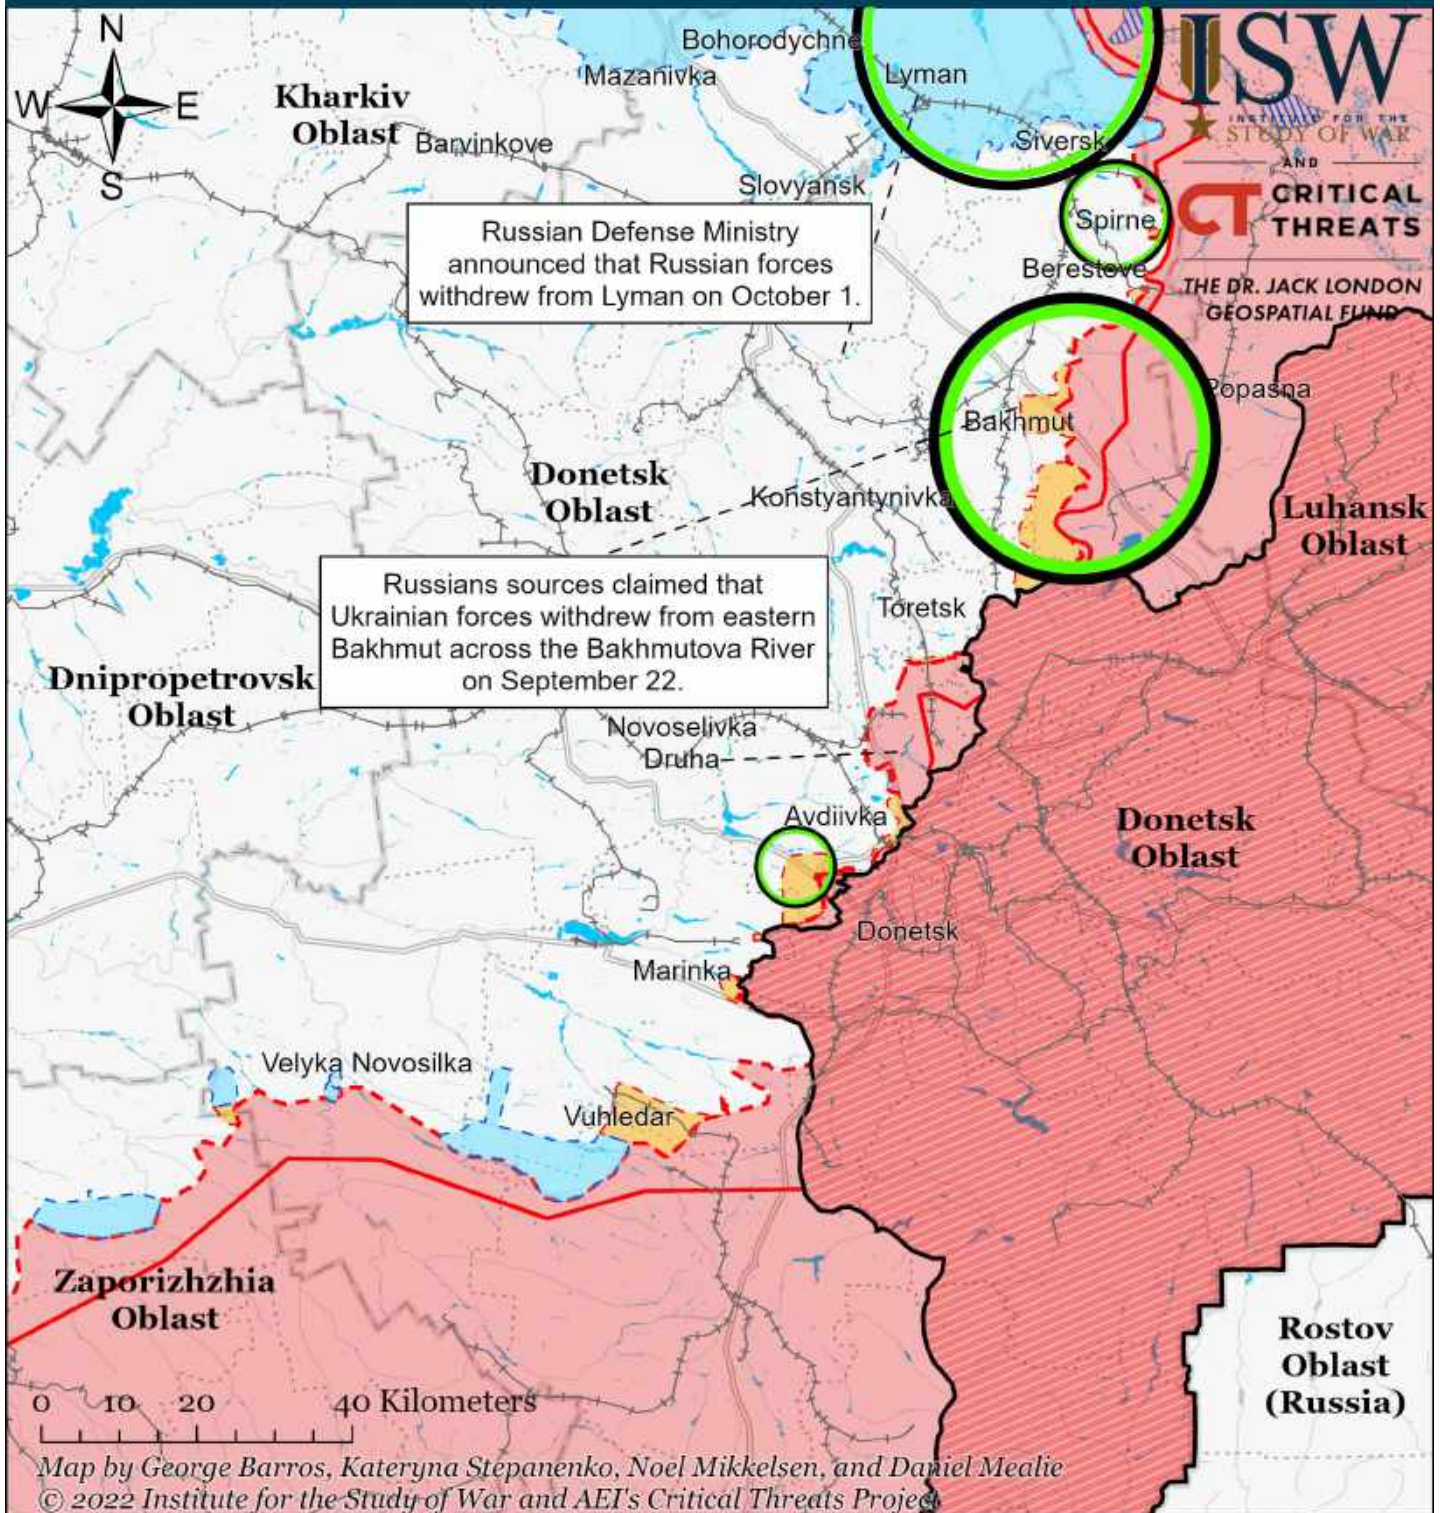 N
W E
S
Kharkiv
Oblast
Barvinkove
Bohorodychne
Mazanivka
Lyman
Siversk
Slovyansk
Spirne
Berestove
ISW
INSTITUTE FOR THE
STUDY OF WAR
AND
CT CRITICAL
THREATS
THE DR. JACK LONDON
GEOSPATIAL FUND
Russian Defense Ministry
announced that Russian forces
withdrew from Lyman on October 1.
Popasna
Bakhmut
Donetsk
Oblast
Konstyantynivka
Luhansk
Oblast
Russians sources claimed that
Ukrainian forces withdrew from eastern
Bakhmut across the Bakhmutova River
on September 22.
Toretsk
Dnipropetrovsk
Oblast
Novoselivka
Druha
Avdiivka
Donetsk
Oblast
Donetsk
Marinka
Velyka Novosilka
Vuhledar
Zaporizhzhia
Oblast
Rostov
Oblast
(Russia)
0 10 20 40 Kilometers
Map by George Barros, Kateryna Stepanenko, Noel Mikkelsen, and Daniel Mealie
© 2022 Institute for the Study of War and AEI's Critical Threats Project